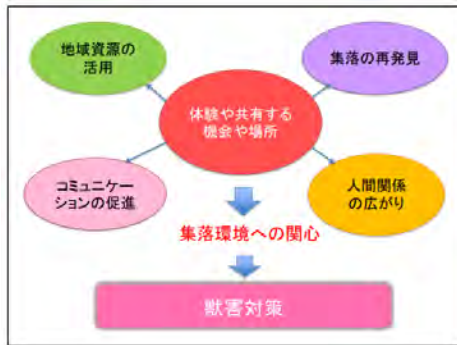 地域資源の
活用
集落の再発見
体験や共有する
機会や場所
コミュニケー
ションの促進
人間関係
の広がり
集落環境への関心
獣害対策